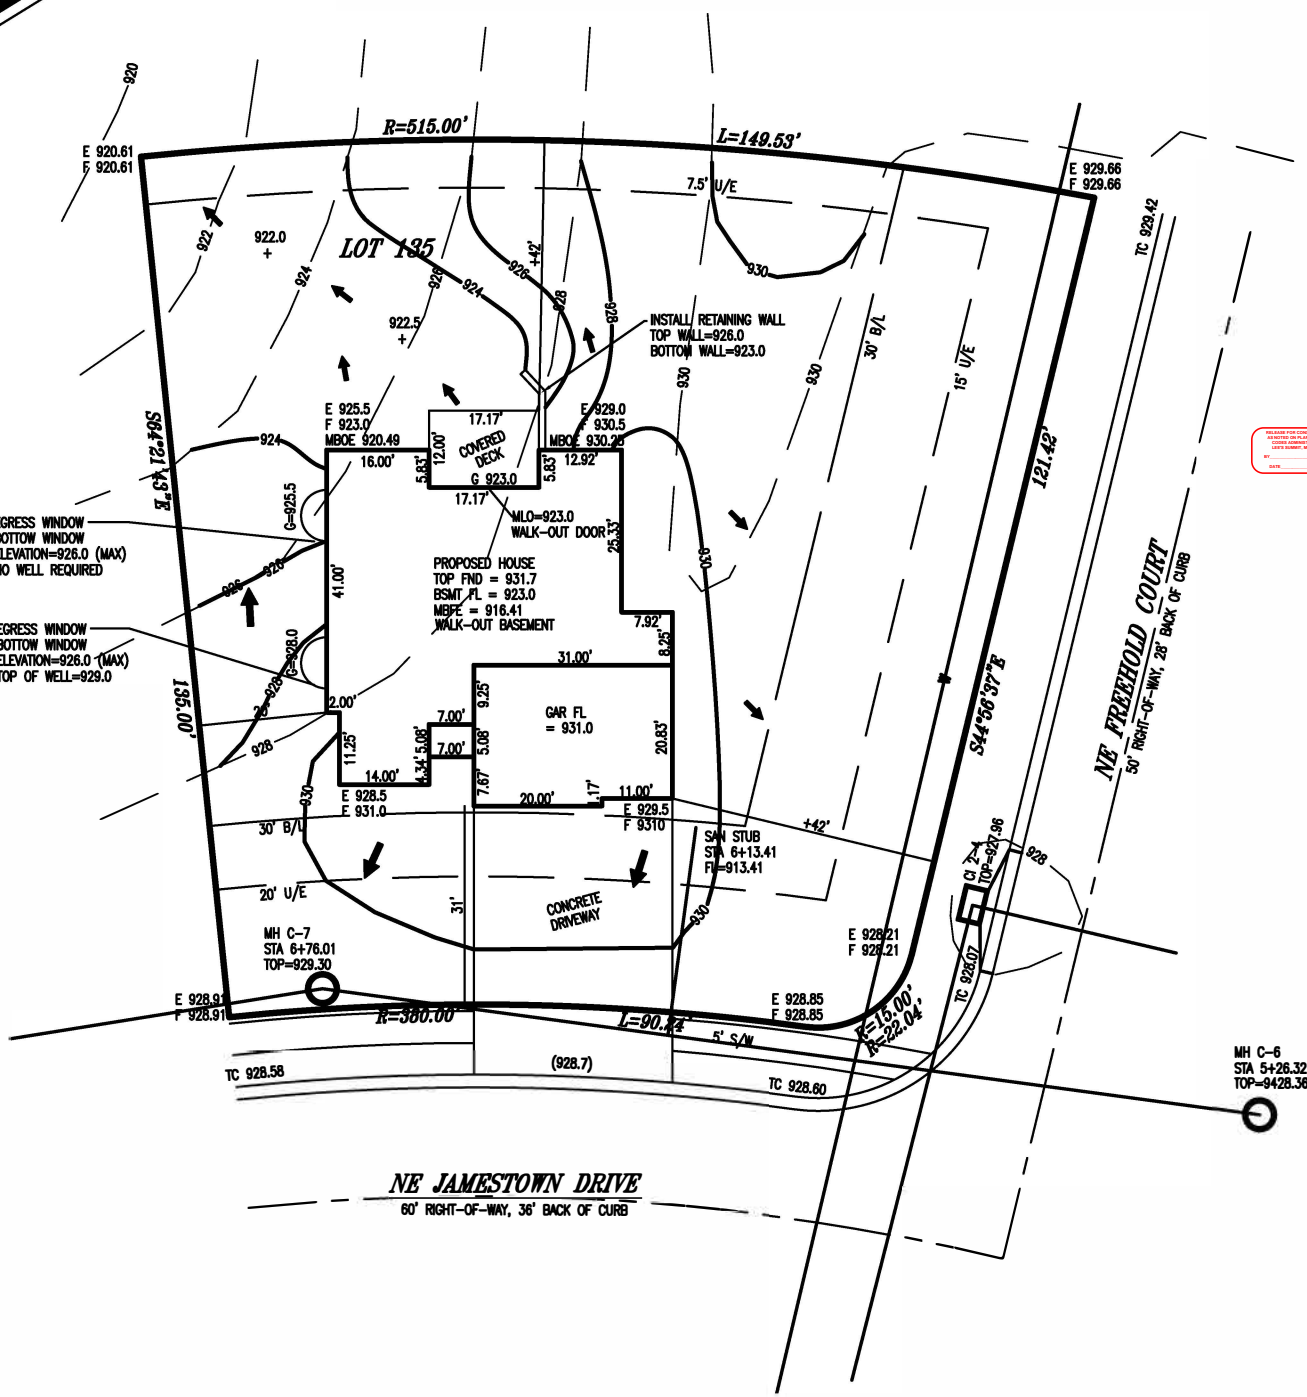 920
R=515.00'
L=149.53'
E 920.61
F 920.61
E 929.66
F 929.66
7.5' U/E
TC 929.42
922
922.0
+
LOT 135
924
926
924
926
+42'
928
928
930
922.5
+
INSTALL RETAINING WALL
TOP WALL=926.0
BOTTOM WALL=923.0
930
930
30' B/L
15' U/E
E 925.5
F 923.0
MBOE 920.49
17.17'
COVERED
DECK
12.00'
E 929.0
F 930.5
MBOE 930.25
S64°21'43"E
924
16.00'
5.83'
G 923.0
17.17'
5.83'
12.92'
121.42'
G=925.5
MLO=923.0
WALK-OUT DOOR
25.33'
EGRESS WINDOW
BOTTOM WINDOW
ELEVATION=926.0 (MAX)
NO WELL REQUIRED
926
926
41.00'
PROPOSED HOUSE
TOP FND = 931.7
BSMT FL = 923.0
MBFE = 916.41
WALK-OUT BASEMENT
930
NE FREEHOLD COURT
50' RIGHT-OF-WAY, 28' BACK OF CURB
EGRESS WINDOW
BOTTOM WINDOW
ELEVATION=926.0 (MAX)
TOP OF WELL=929.0
G=928.0
7.92'
8.25'
31.00'
S44°56'37"E
135.00'
928
2.00'
9.25'
GAR FL
= 931.0
20.83'
928
11.25'
7.00'
5.08'
7.00'
5.08'
4.34'
7.67'
14.00'
20.00'
1.17'
11.00'
930
E 928.5
E 931.0
E 929.5
F 9310
30' B/L
+42'
SAN STUB
STA 6+13.41
FL=913.41
CI 2-4
TOP=927.96
928
20' U/E
31'
CONCRETE
DRIVEWAY
930
MH C-7
STA 6+76.01
TOP=929.30
E 928.21
F 928.21
TC 928.07
E 928.91
F 928.91
R=380.00'
L=90.24'
E 928.85
F 928.85
R=15.00'
R=22.04'
5' S/W
TC 928.58
(928.7)
TC 928.60
MH C-6
STA 5+26.32
TOP=9428.36
NE JAMESTOWN DRIVE
60' RIGHT-OF-WAY, 36' BACK OF CURB